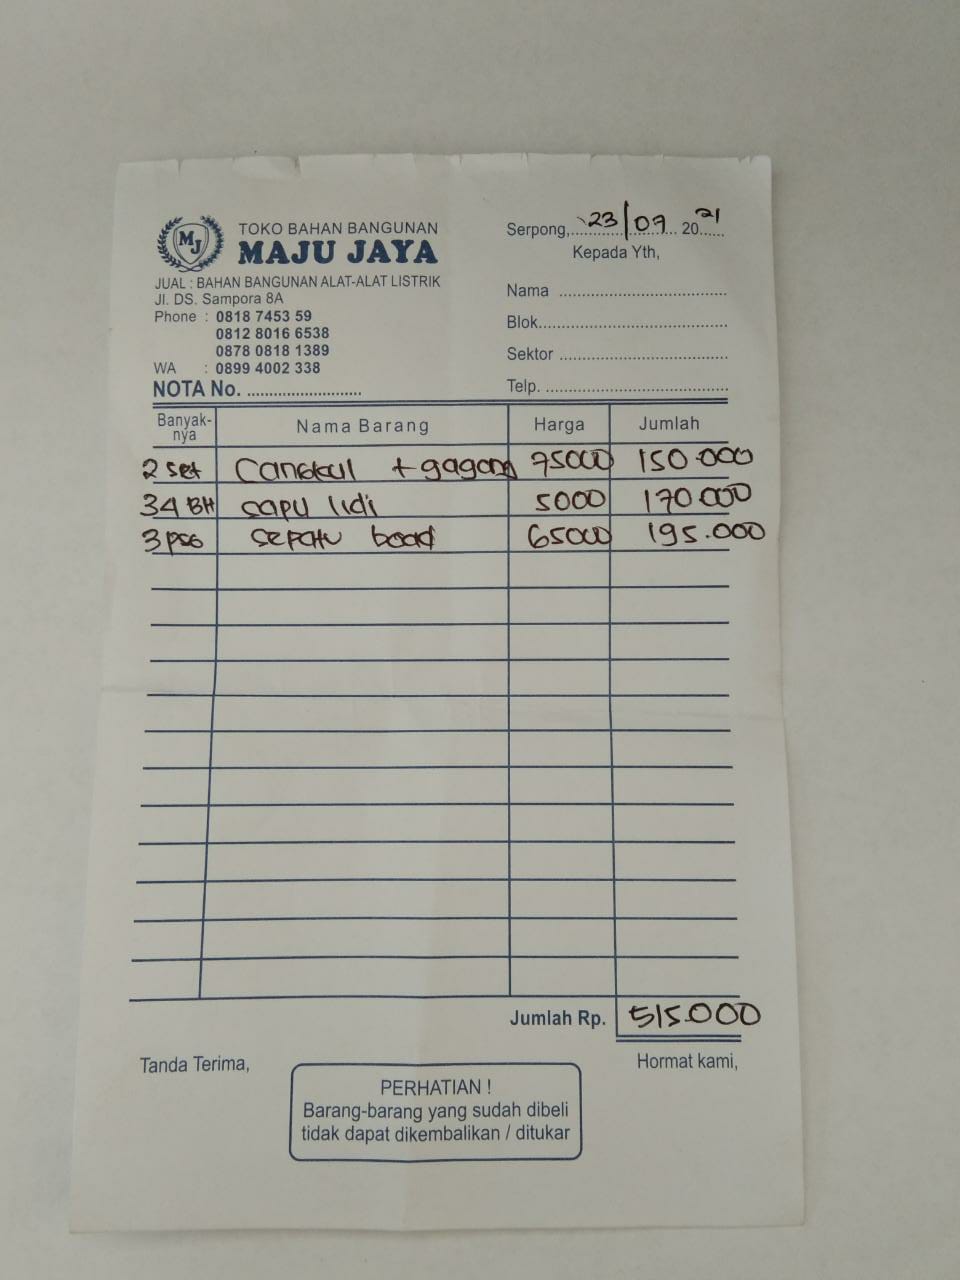 MJ
TOKO BAHAN BANGUNAN
MAJU JAYA
JUAL : BAHAN BANGUNAN ALAT-ALAT LISTRIK
Jl. DS. Sampora 8A
Phone : 0818 7453 59
0812 8016 6538
0878 0818 1389
WA : 0899 4002 338
NOTA No. ........................
Serpong, 23/07 2021
Kepada Yth,
Nama ....................................
Blok........................................
Sektor ....................................
Telp. .......................................
Banyak-nya Nama Barang Harga Jumlah
2 set Cangkul + gagang 75000 150.000
34 BH sapu lidi 5000 170.000
3 psg sepatu bood 65000 195.000
Jumlah Rp. 515.000
Tanda Terima,
Hormat kami,
PERHATIAN !
Barang-barang yang sudah dibeli
tidak dapat dikembalikan / ditukar